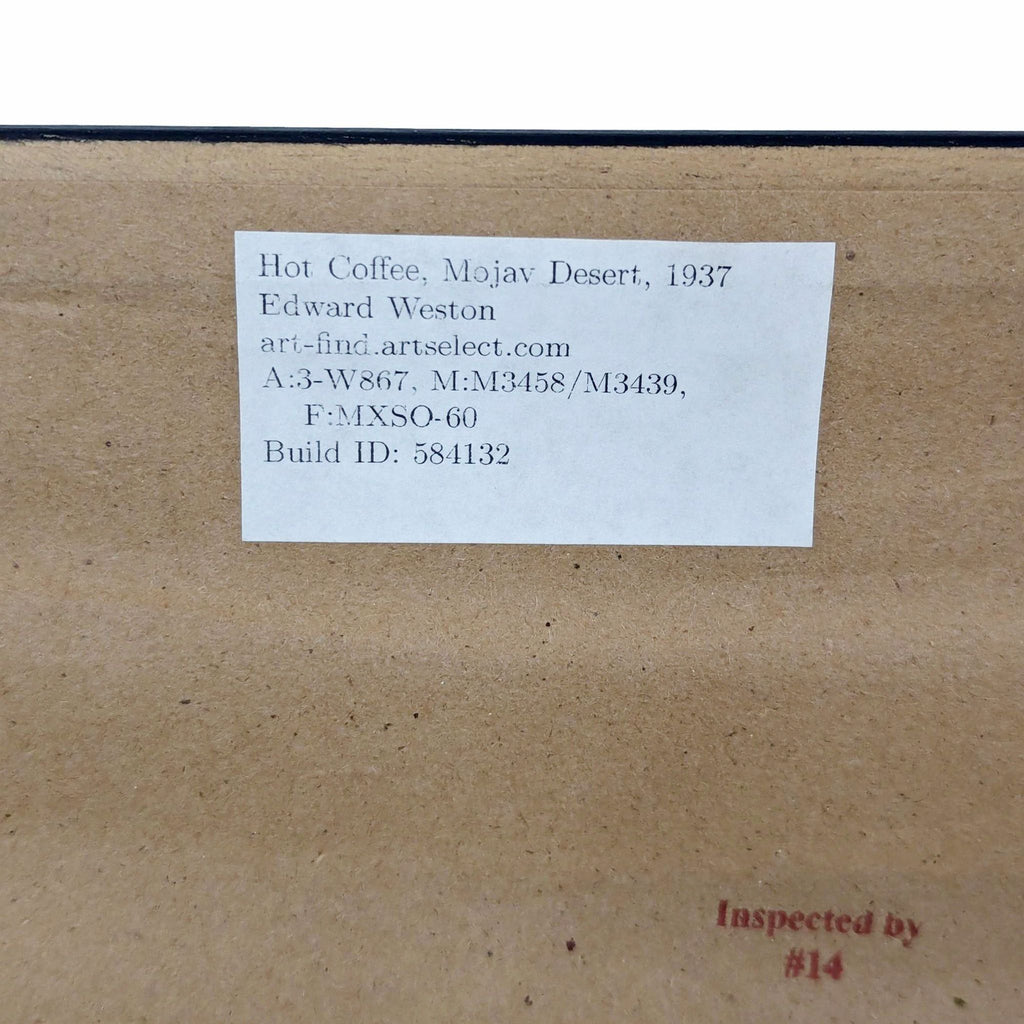 Hot Coffee, Mojav Desert, 1937
Edward Weston
art-find.artselect.com
A:3-W867, M:M3458/M3439,
F:MXSO-60
Build ID: 584132
Inspected by
#14